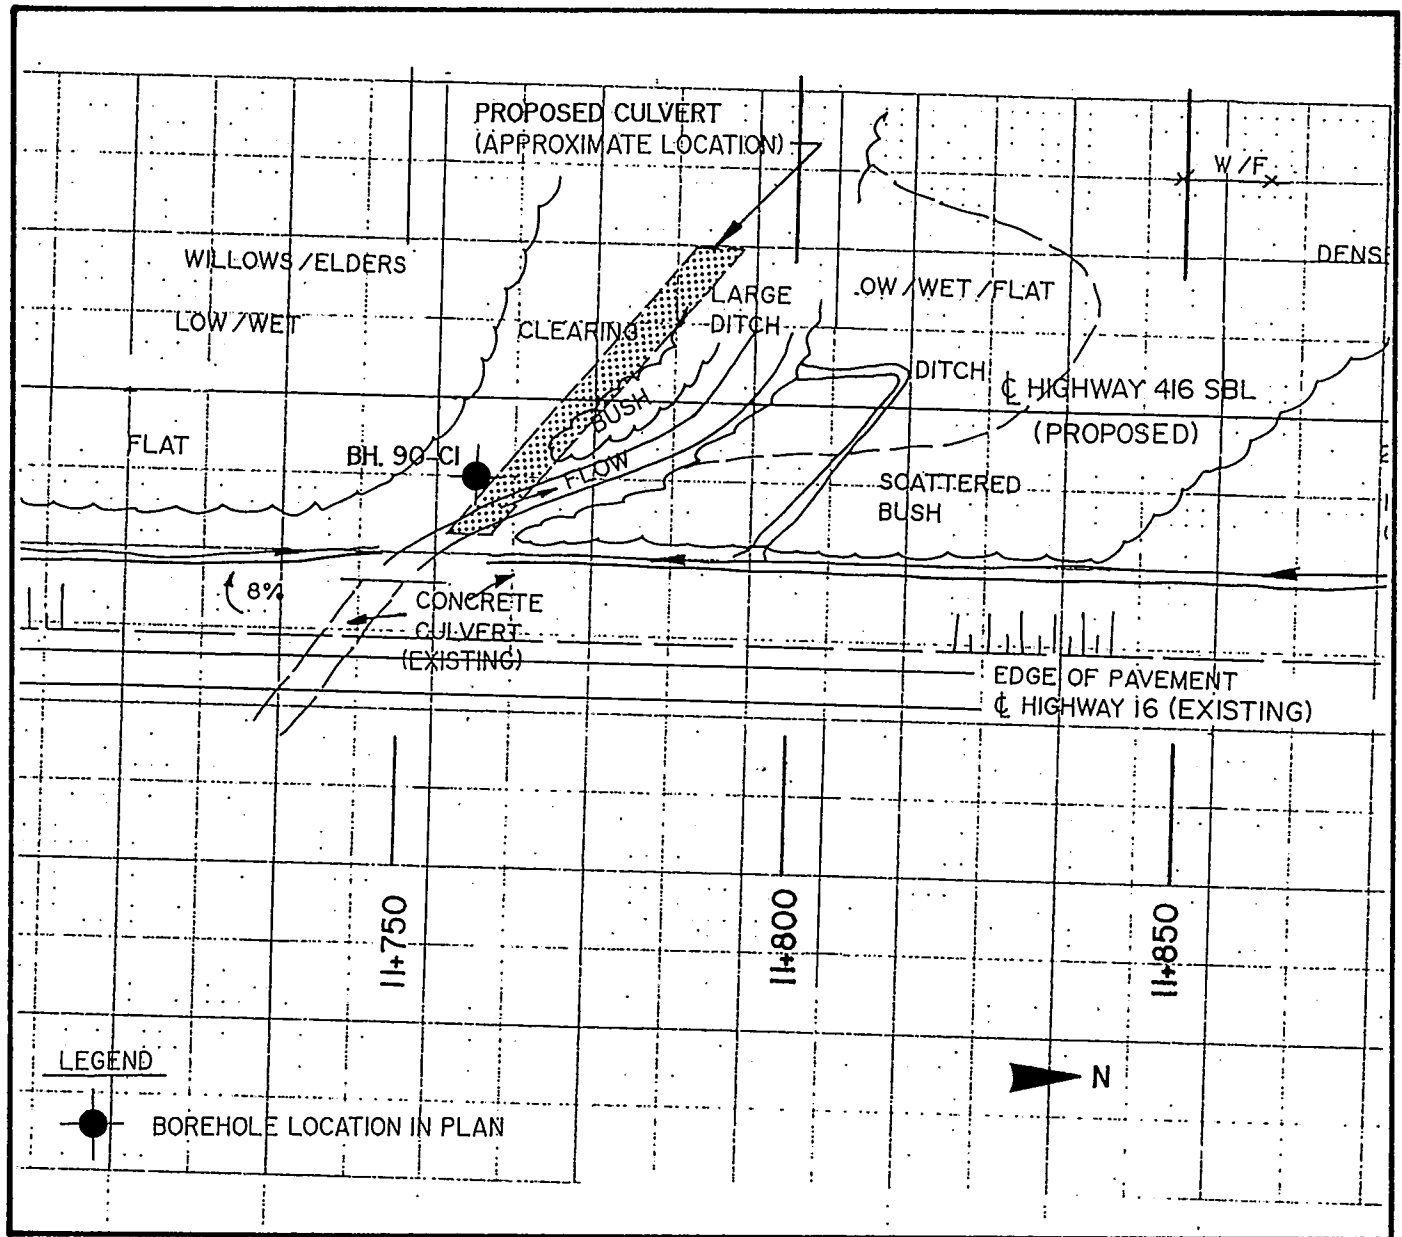 PROPOSED CULVERT
(APPROXIMATE LOCATION)
W/F
WILLOWS/ELDERS
DENS
LOW/WET
CLEARING
LARGE
DITCH
OW/WET/FLAT
DITCH
℄ HIGHWAY 416 SBL
(PROPOSED)
BUSH
FLAT
BH. 90-C1
FLOW
SCATTERED
BUSH
8%
CONCRETE
CULVERT
(EXISTING)
EDGE OF PAVEMENT
℄ HIGHWAY 16 (EXISTING)
11+750
11+800
11+850
LEGEND
N
BOREHOLE LOCATION IN PLAN